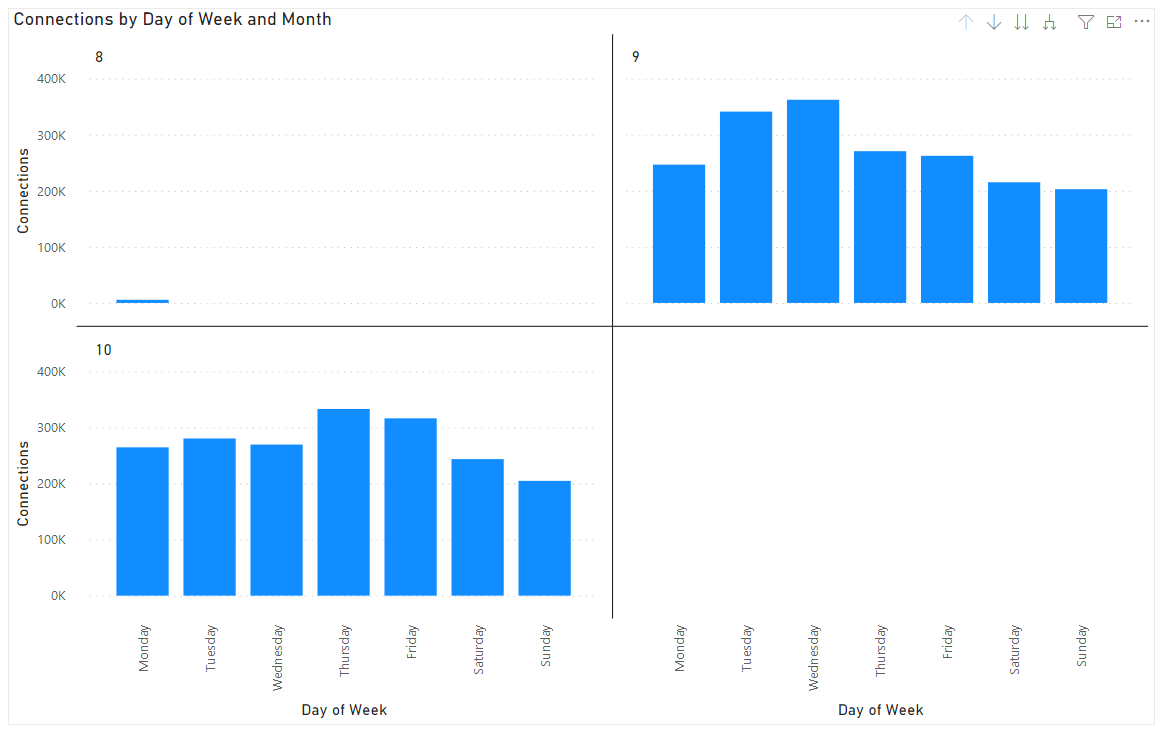 Connections by Day of Week and Month
8
400K
300K
200K
100K
0K
Connections
9
10
400K
300K
200K
100K
0K
Connections
Monday
Tuesday
Wednesday
Thursday
Friday
Saturday
Sunday
Day of Week
Monday
Tuesday
Wednesday
Thursday
Friday
Saturday
Sunday
Day of Week